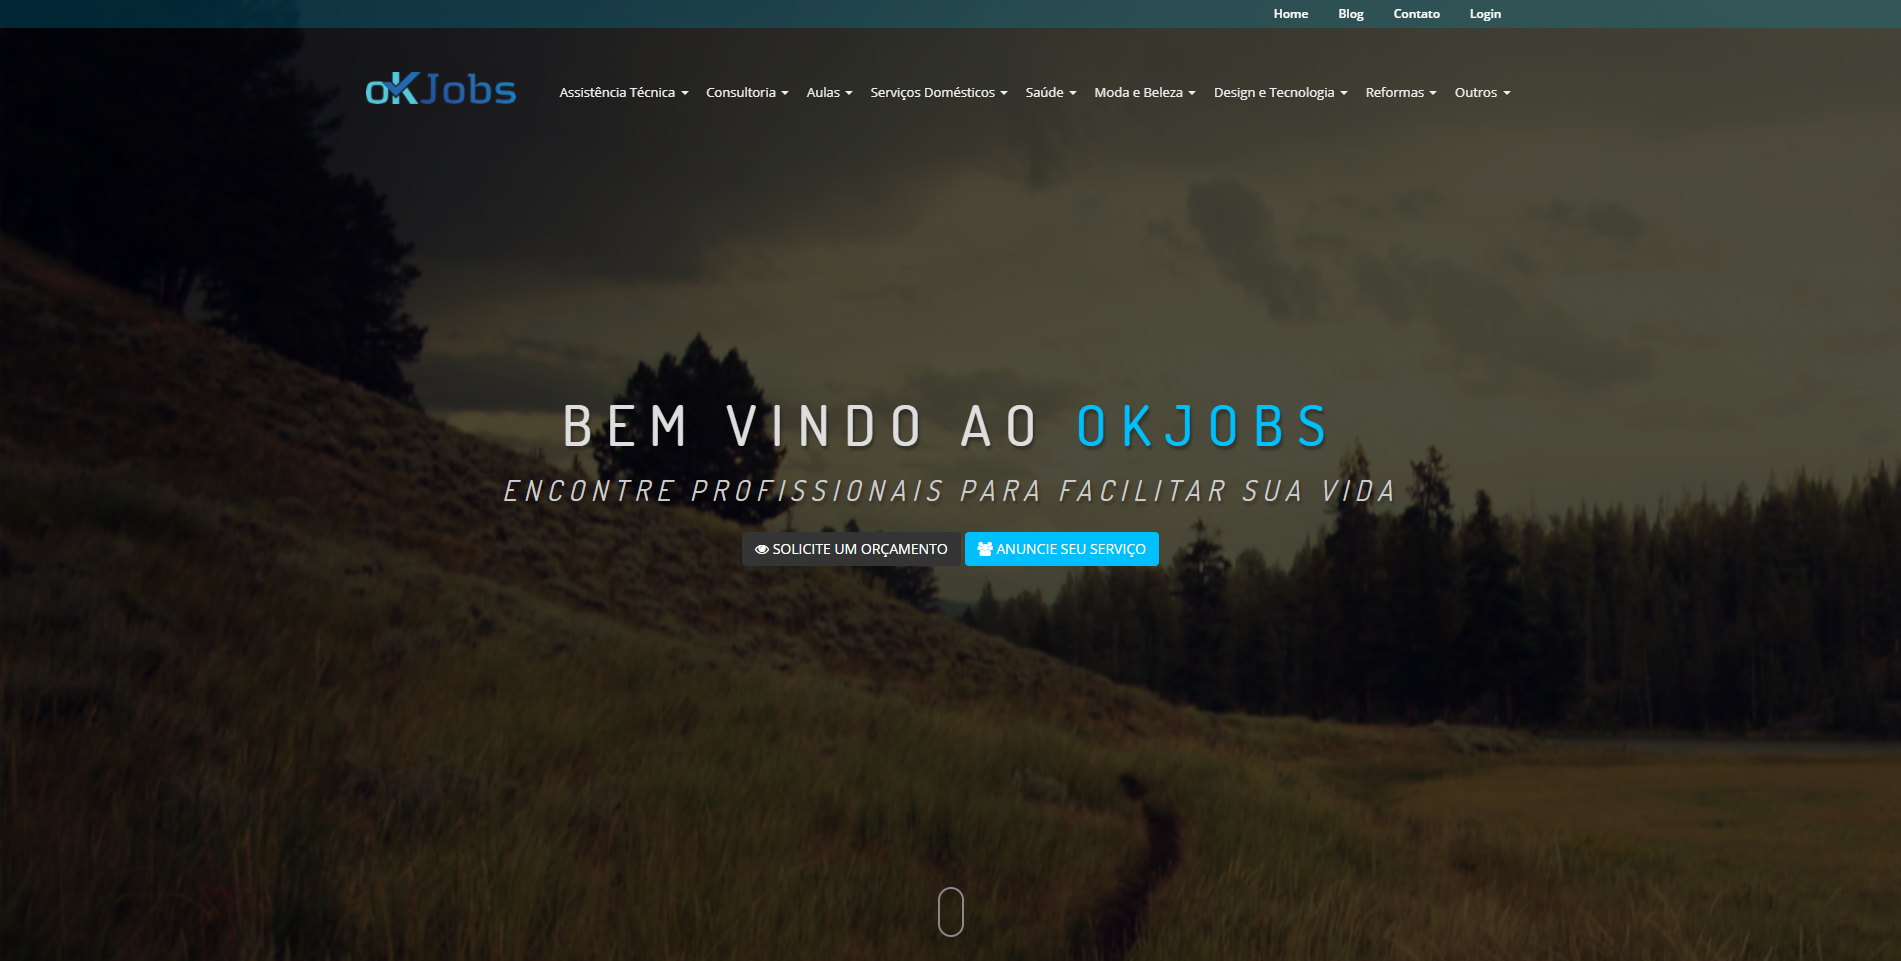 Home Blog Contato Login
oKJobs
Assistência Técnica Consultoria Aulas Serviços Domésticos Saúde Moda e Beleza Design e Tecnologia Reformas Outros
BEM VINDO AO OKJOBS
ENCONTRE PROFISSIONAIS PARA FACILITAR SUA VIDA
SOLICITE UM ORÇAMENTO ANUNCIE SEU SERVIÇO